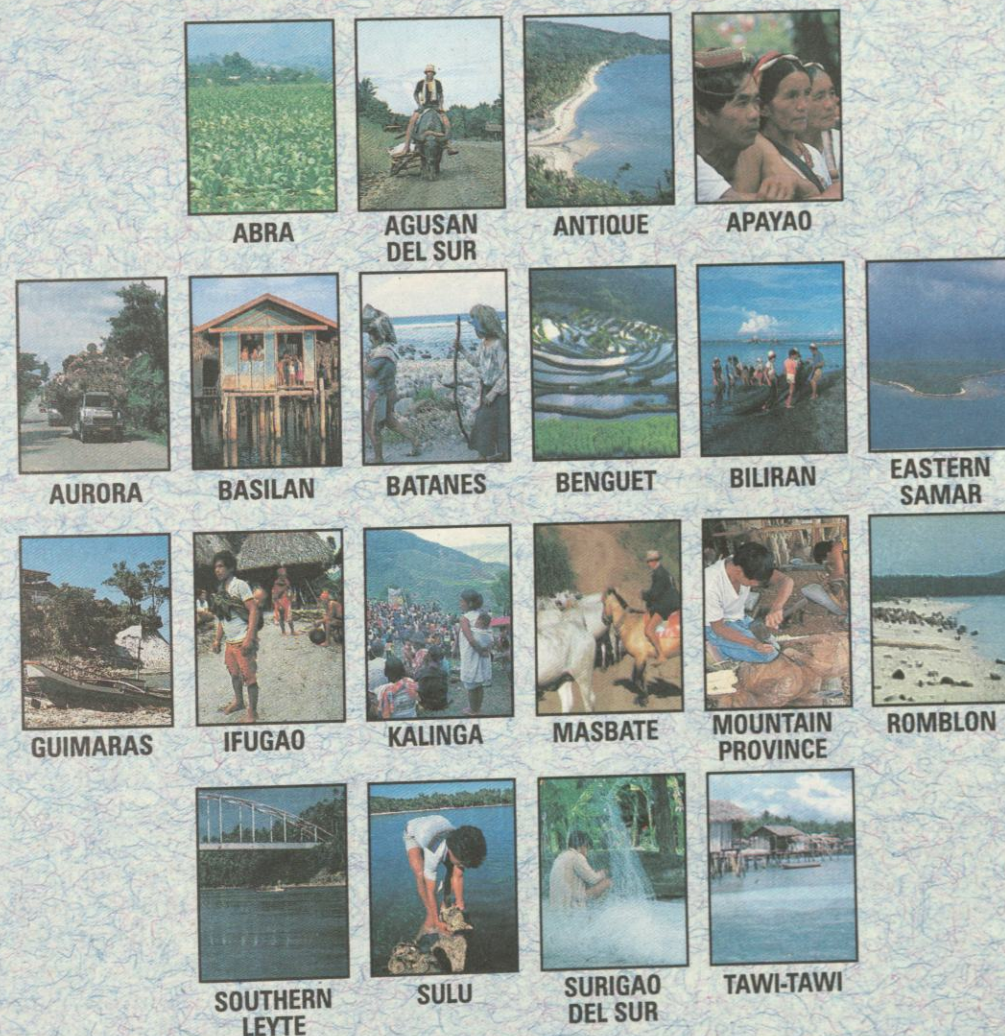 ABRA
AGUSAN
DEL SUR
ANTIQUE
APAYAO
AURORA
BASILAN
BATANES
BENGUET
BILIRAN
EASTERN
SAMAR
GUIMARAS
IFUGAO
KALINGA
MASBATE
MOUNTAIN
PROVINCE
ROMBLON
SOUTHERN
LEYTE
SULU
SURIGAO
DEL SUR
TAWI-TAWI